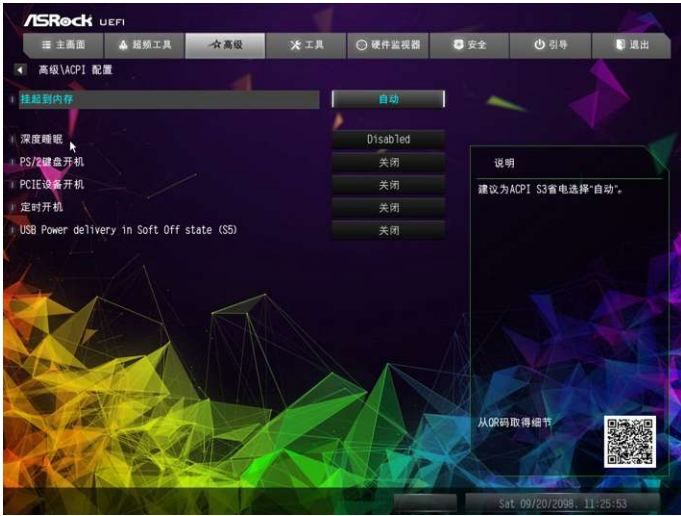 ASRock UEFI
主画面 超频工具 高级 工具 硬件监视器 安全 引导 退出
高级\ACPI 配置
挂起到内存 自动
深度睡眠 Disabled
PS/2键盘开机 关闭
PCIE设备开机 关闭
定时开机 关闭
USB Power delivery in Soft Off state (S5) 关闭
说明
建议为ACPI S3省电选择"自动"。
从QR码取得细节
Sat 09/20/2098. 11:25:53